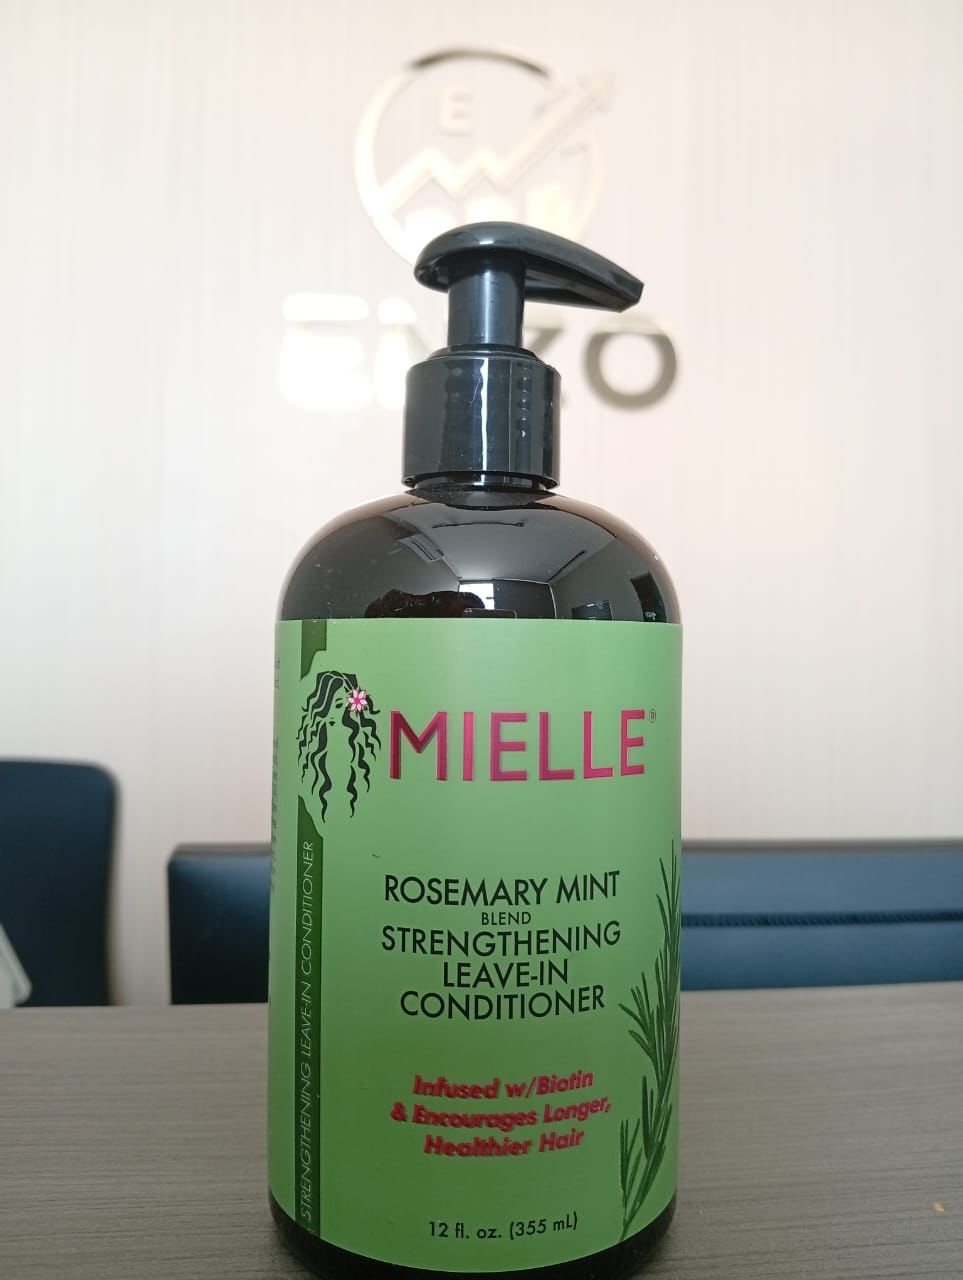 E
ENZO
MIELLE®
ROSEMARY MINT
BLEND
STRENGTHENING
LEAVE-IN
CONDITIONER
Infused w/Biotin
& Encourages Longer,
Healthier Hair
12 fl. oz. (355 mL)
STRENGTHENING LEAVE-IN CONDITIONER